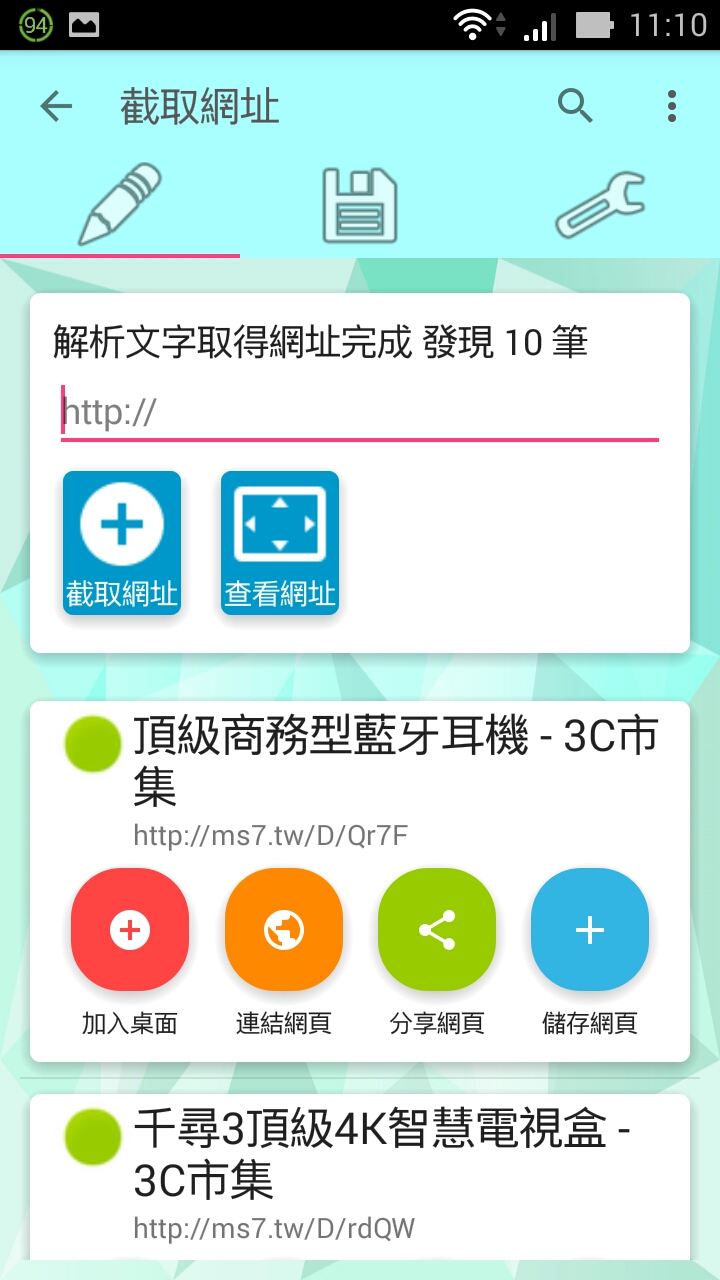 94
11:10
截取網址
解析文字取得網址完成 發現 10 筆
http://
截取網址
查看網址
頂級商務型藍牙耳機 - 3C市
集
http://ms7.tw/D/Qr7F
加入桌面
連結網頁
分享網頁
儲存網頁
千尋3頂級4K智慧電視盒 -
3C市集
http://ms7.tw/D/rdQW